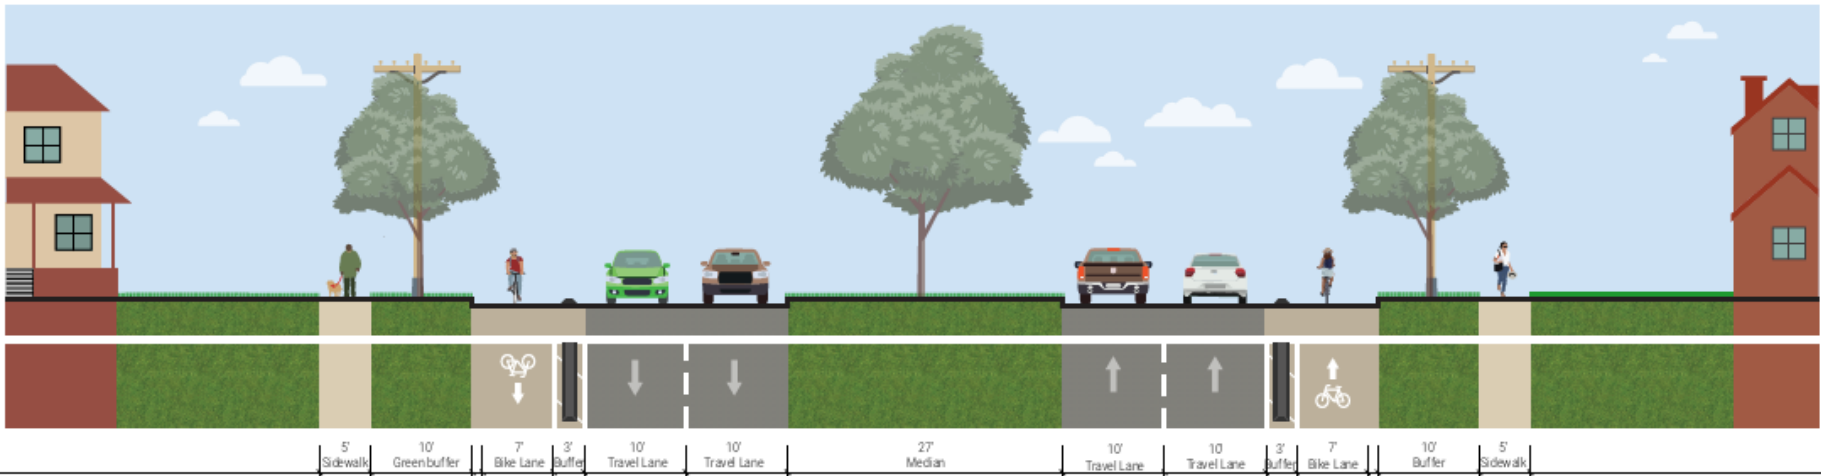 5' 10' 7' 3' 10' 10' 27' 10' 10' 3' 7' 10' 5'
Sidewalk Green buffer Bike Lane Buffer Travel Lane Travel Lane Median Travel Lane Travel Lane Buffer Bike Lane Buffer Sidewalk